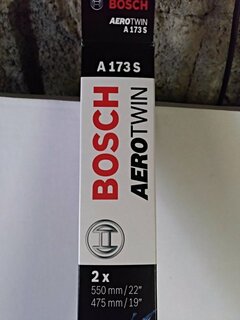 BOSCH
AEROTWIN
A 173 S
A 173 S
BOSCH
AEROTWIN
2 x
550 mm / 22"
475 mm / 19"